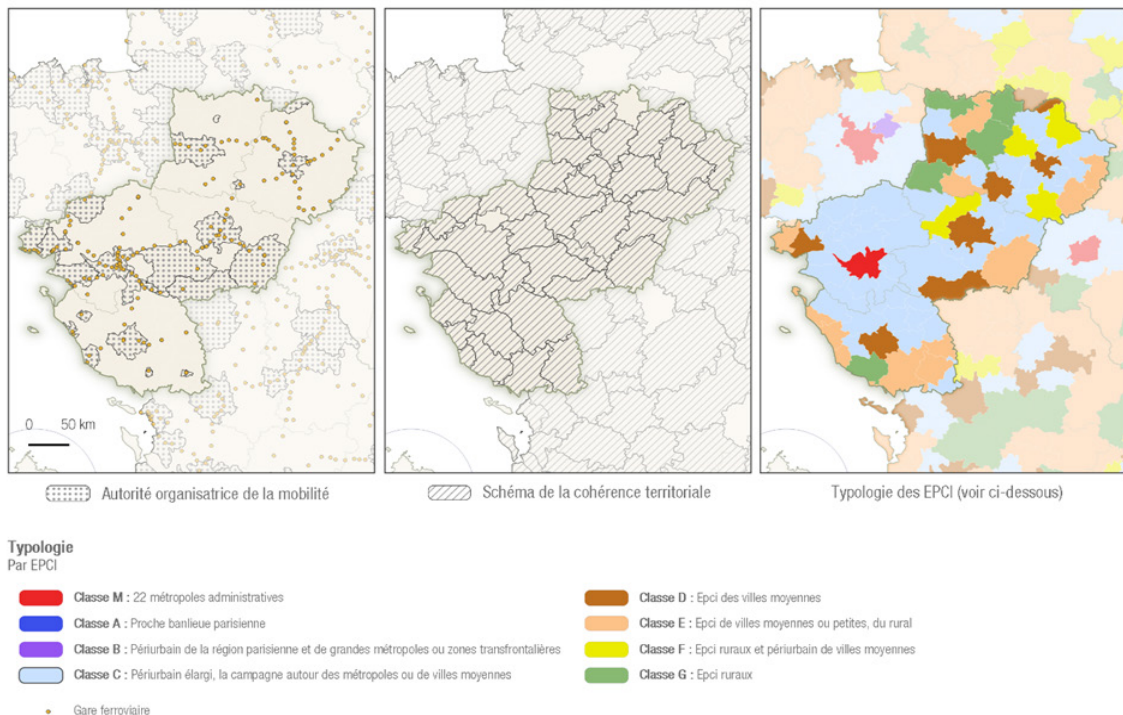 0 50 km
Autorité organisatrice de la mobilité
Schéma de la cohérence territoriale
Typologie des EPCI (voir ci-dessous)
Typologie
Par EPCI
Classe M : 22 métropoles administratives
Classe A : Proche banlieue parisienne
Classe B : Périurbain de la région parisienne et de grandes métropoles ou zones transfrontalières
Classe C : Périurbain élargi, la campagne autour des métropoles ou de villes moyennes
Gare ferroviaire
Classe D : Epci des villes moyennes
Classe E : Epci de villes moyennes ou petites, du rural
Classe F : Epci ruraux et périurbain de villes moyennes
Classe G : Epci ruraux